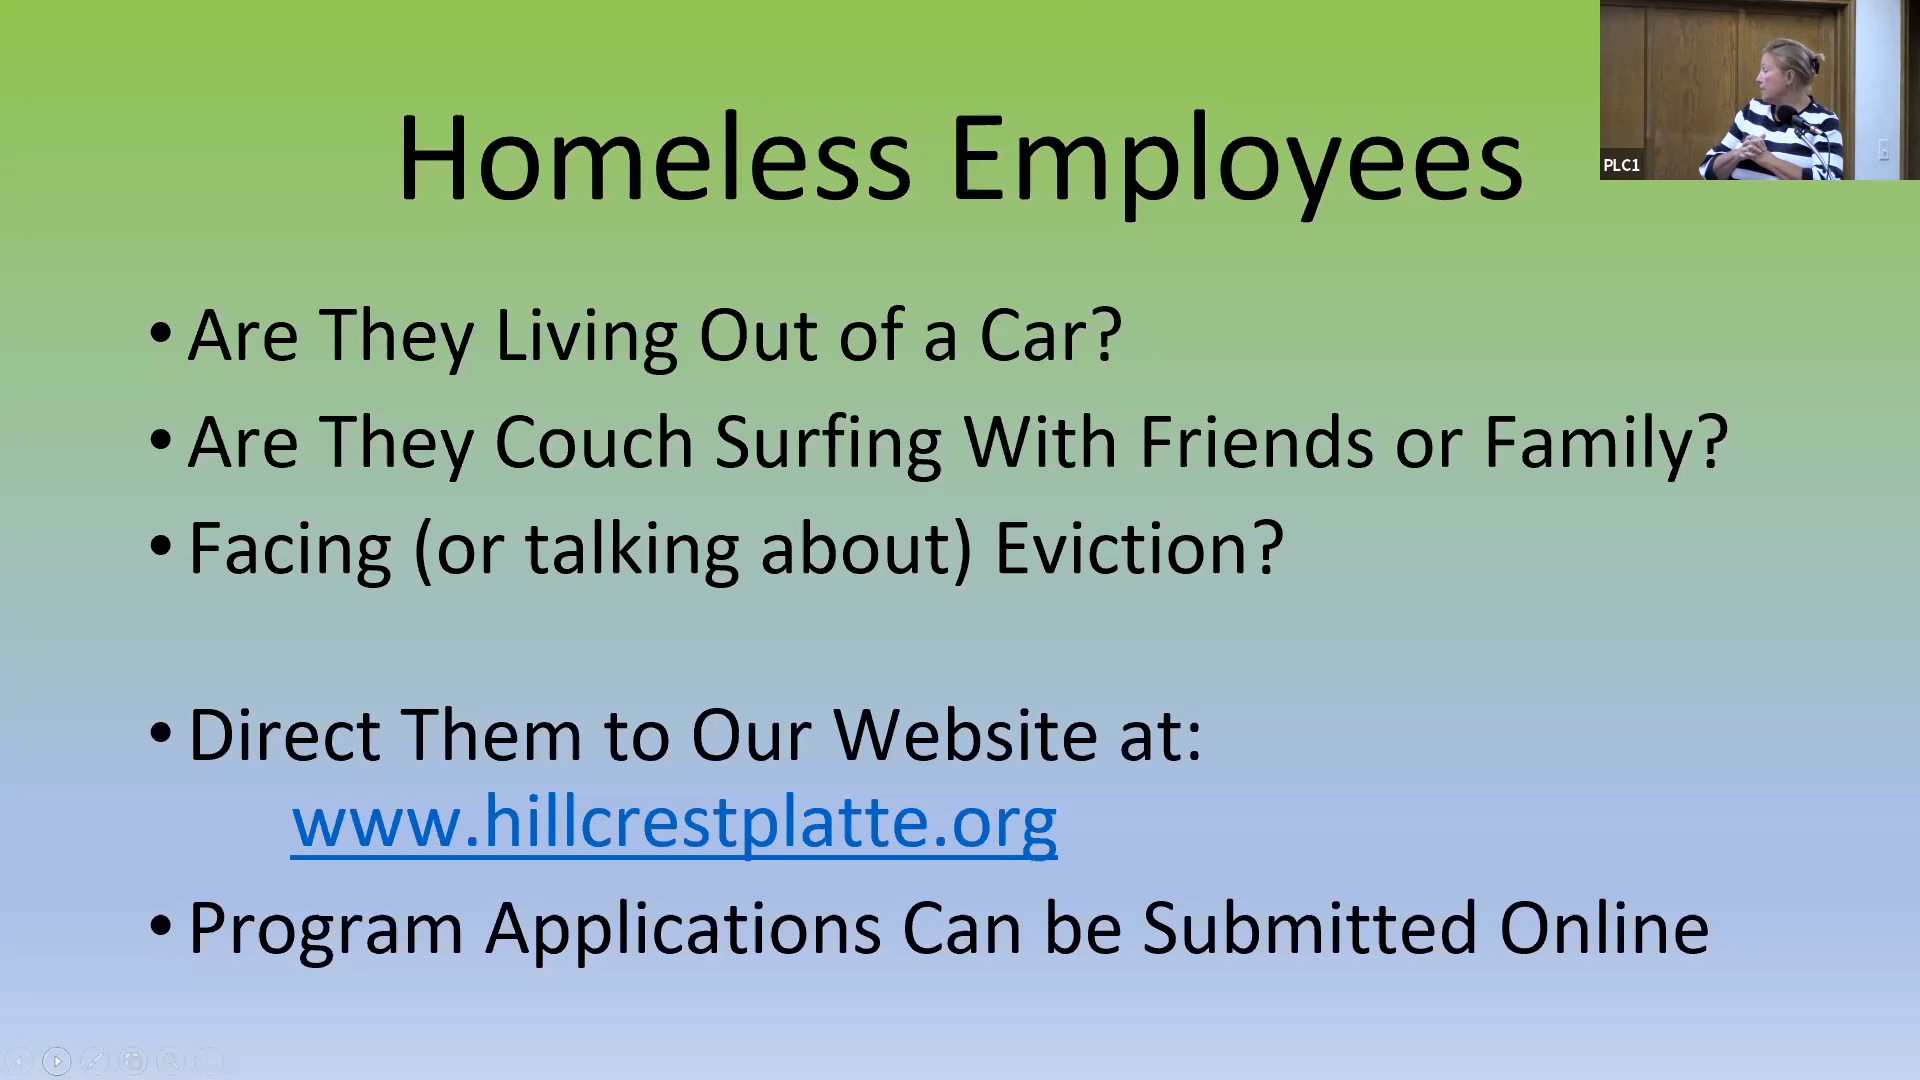 Homeless Employees
PLC1
• Are They Living Out of a Car?
• Are They Couch Surfing With Friends or Family?
• Facing (or talking about) Eviction?
• Direct Them to Our Website at:
www.hillcrestplatte.org
• Program Applications Can be Submitted Online